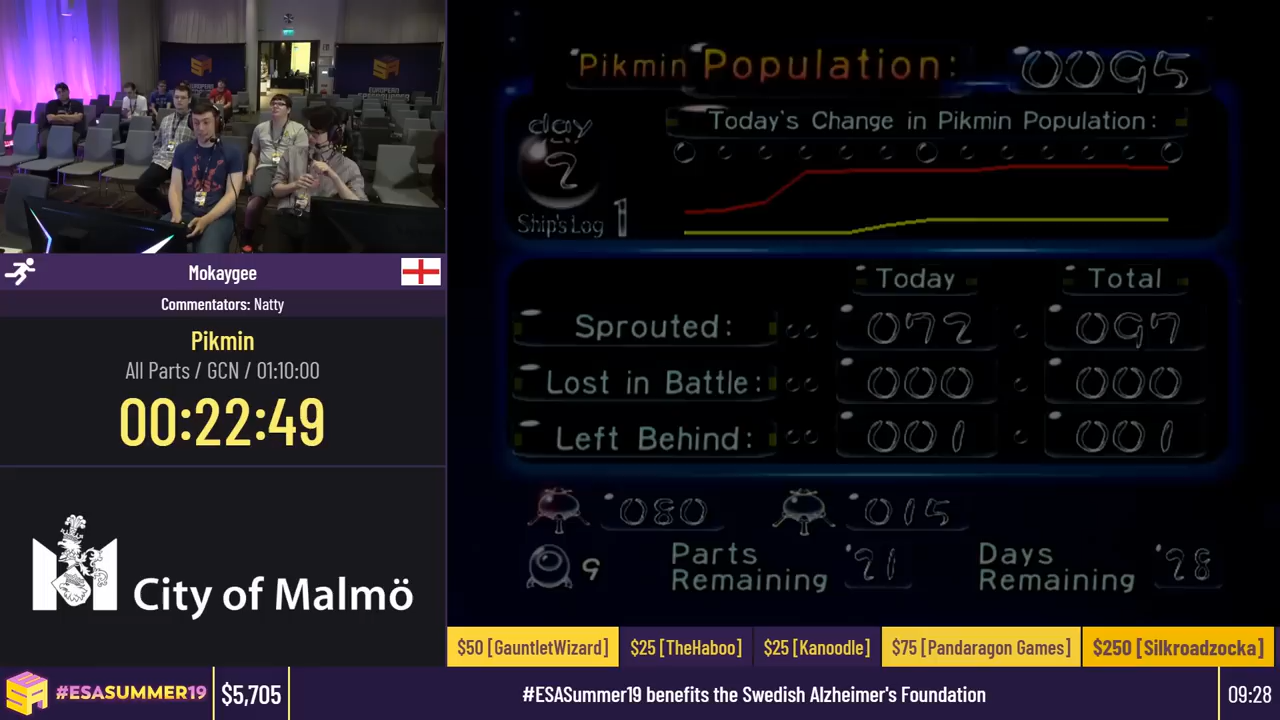 Pikmin Population: 0095
day
2
Ship's Log 1
Today's Change in Pikmin Population:
Today Total
Sprouted: 072 097
Lost in Battle: 000 000
Left Behind: 001 001
080 015
9 Parts Remaining 21 Days Remaining 28
Mokaygee
Commentators: Natty
Pikmin
All Parts / GCN / 01:10:00
00:22:49
City of Malmö
$50 [GauntletWizard] $25 [TheHaboo] $25 [Kanoodle] $75 [Pandaragon Games] $250 [Silkroadzocka]
#ESASUMMER19 $5,705 #ESASummer19 benefits the Swedish Alzheimer's Foundation 09:28